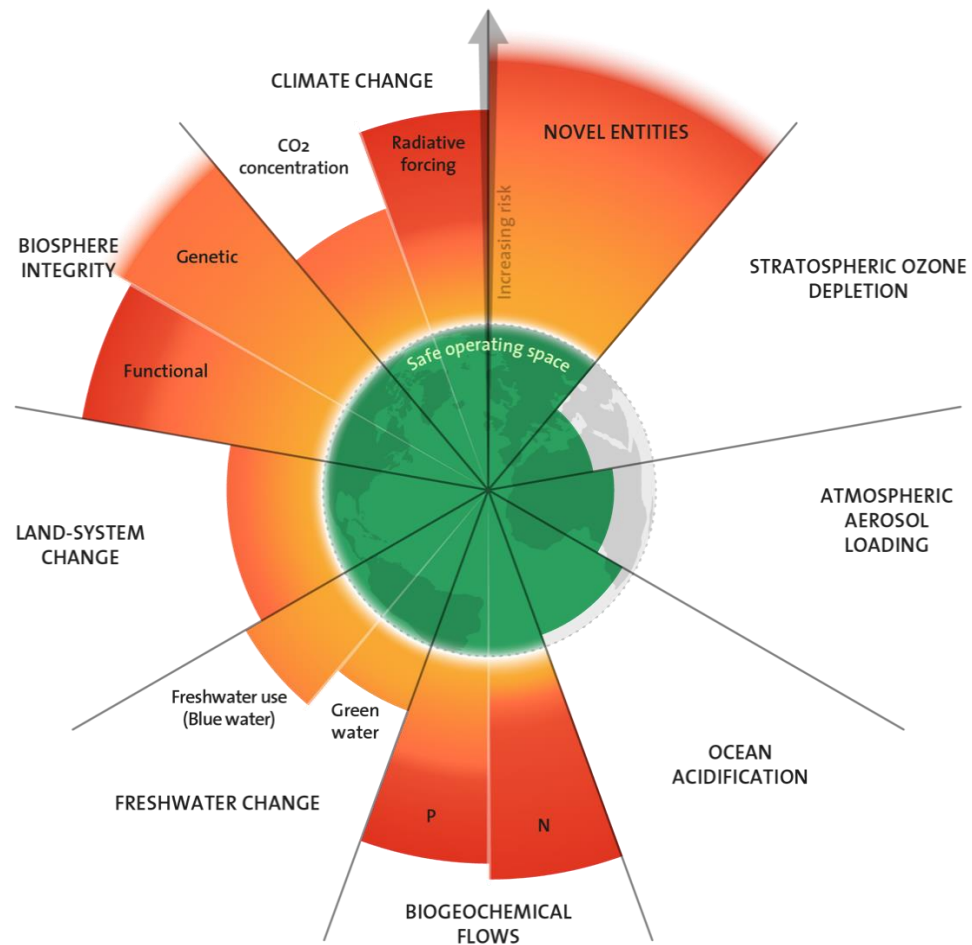 CLIMATE CHANGE
CO2
concentration
Radiative
forcing
NOVEL ENTITIES
Increasing risk
STRATOSPHERIC OZONE
DEPLETION
BIOSPHERE
INTEGRITY
Genetic
Functional
Safe operating space
ATMOSPHERIC
AEROSOL
LOADING
LAND-SYSTEM
CHANGE
Freshwater use
(Blue water)
Green
water
FRESHWATER CHANGE
OCEAN
ACIDIFICATION
P
N
BIOGEOCHEMICAL
FLOWS